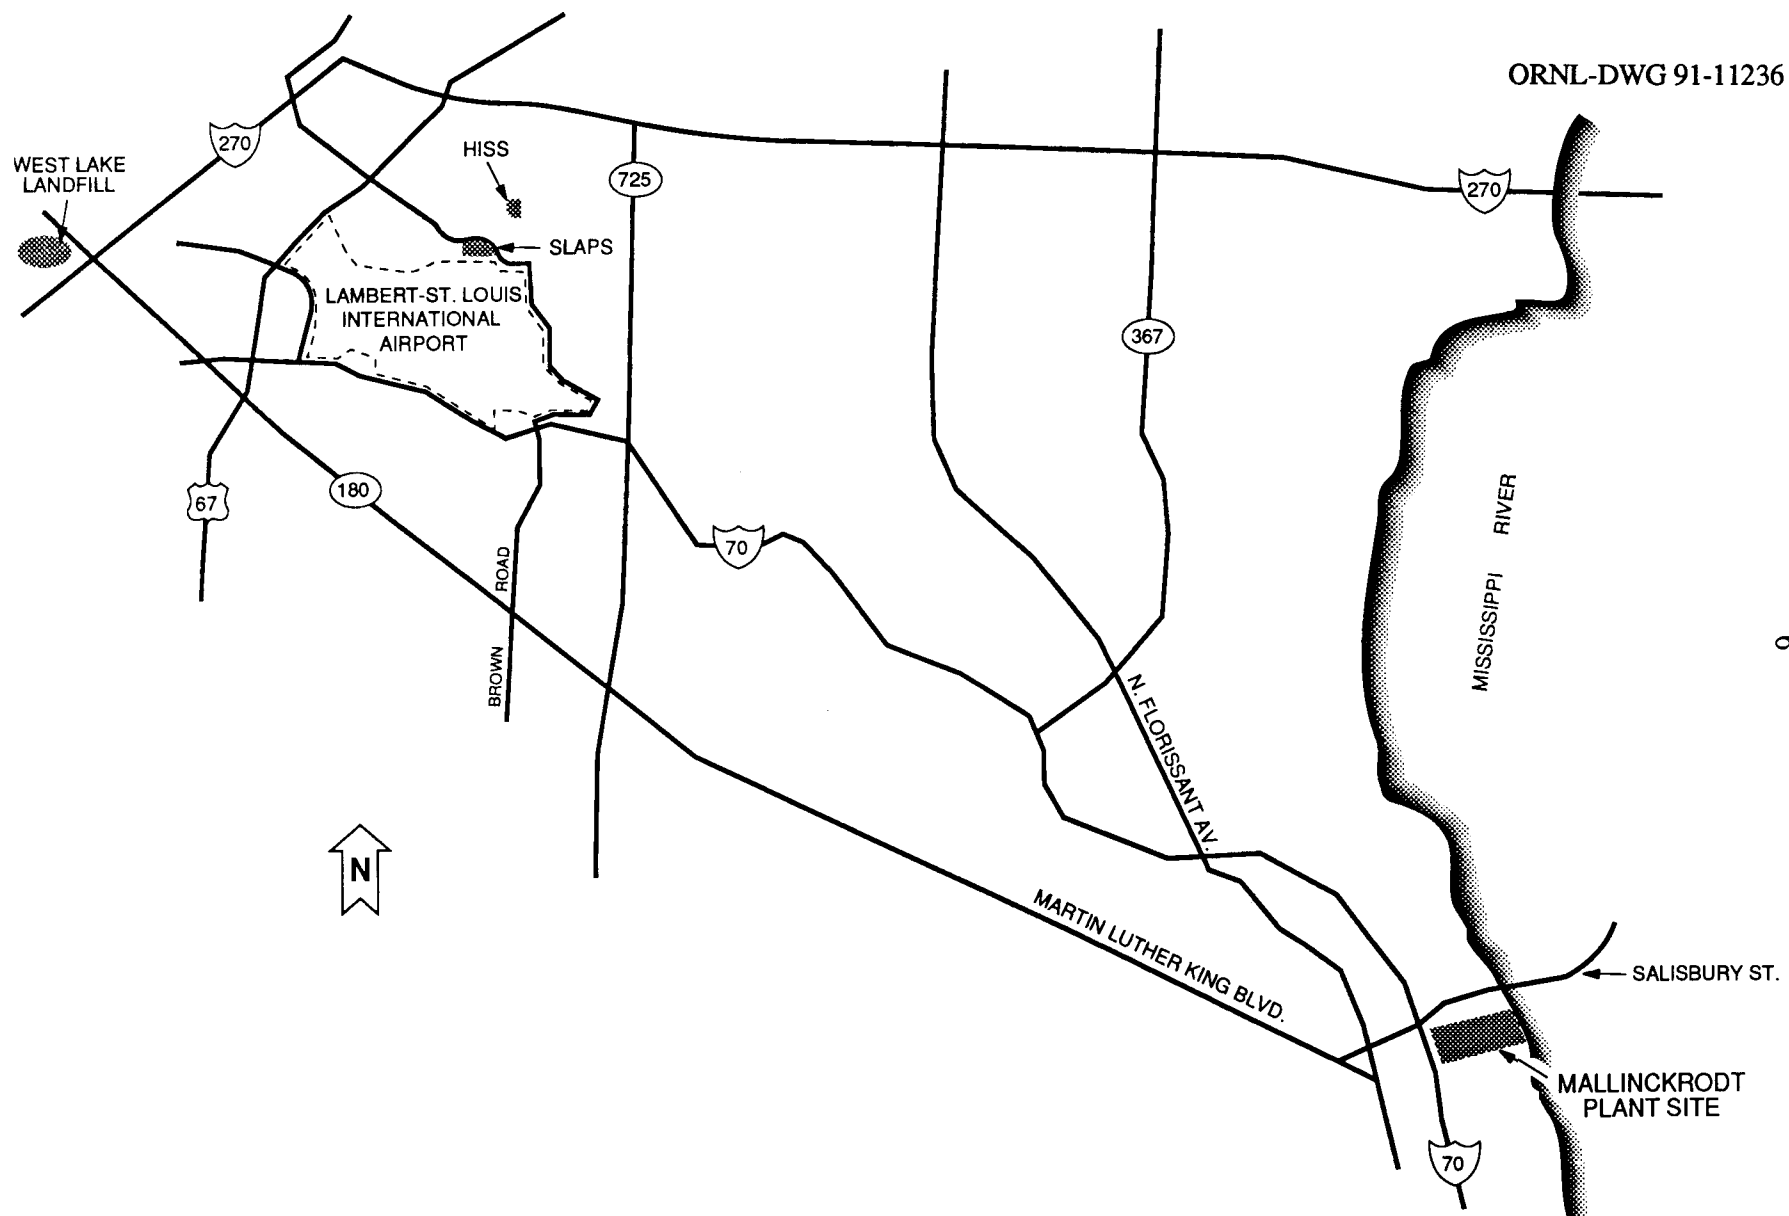 ORNL-DWG 91-11236
270
WEST LAKE
LANDFILL
HISS
725
270
SLAPS
LAMBERT-ST. LOUIS
INTERNATIONAL
AIRPORT
367
67
180
70
BROWN ROAD
MISSISSIPPI RIVER
9
N. FLORISSANT AV.
N
MARTIN LUTHER KING BLVD.
SALISBURY ST.
MALLINCKRODT
PLANT SITE
70